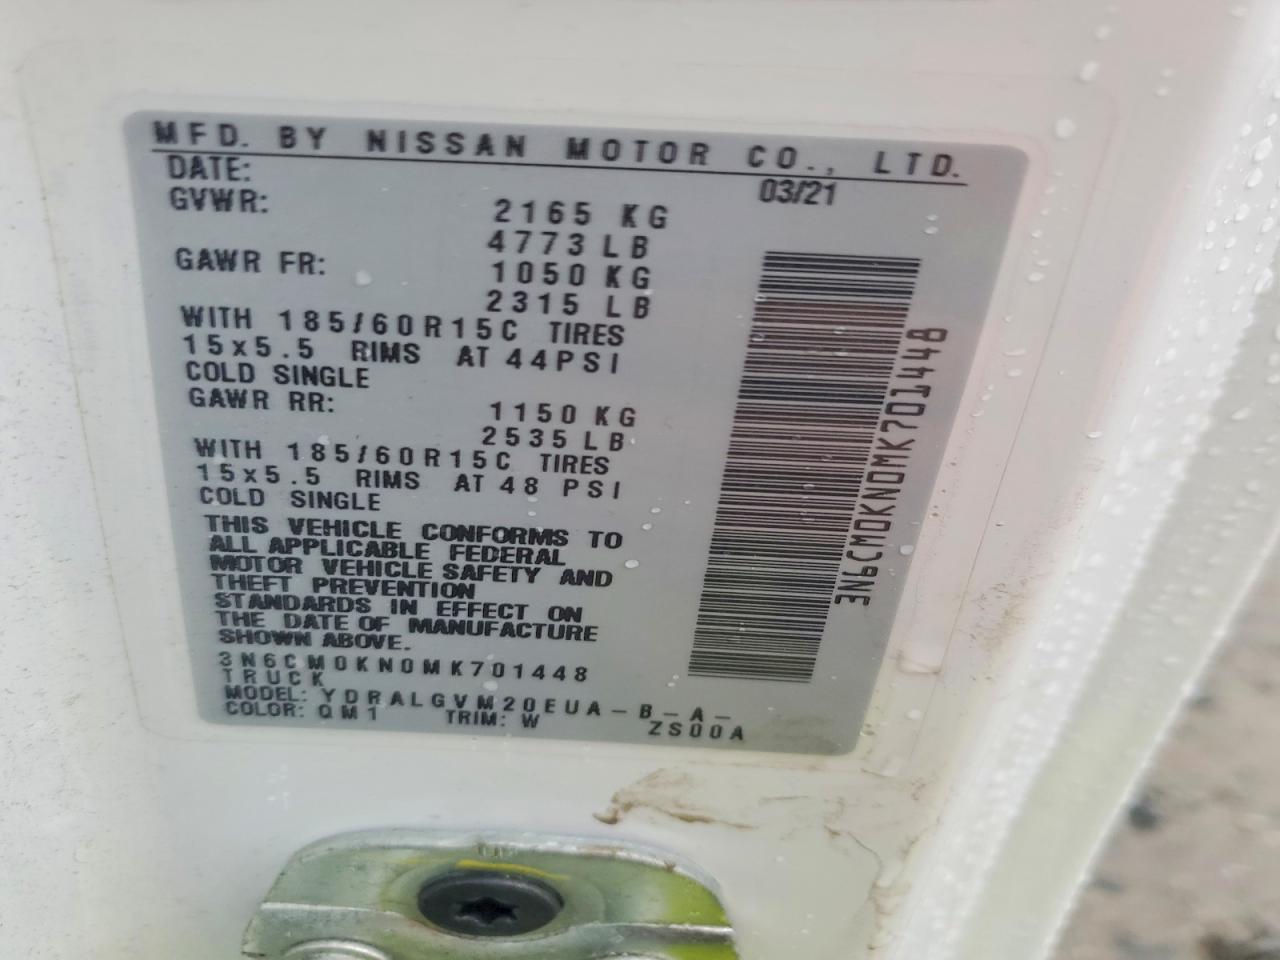 MFD. BY NISSAN MOTOR CO., LTD.
DATE: 03/21
GVWR: 2165 KG
4773 LB
GAWR FR: 1050 KG
2315 LB
WITH 185/60R15C TIRES
15x5.5 RIMS AT 44PSI
COLD SINGLE
GAWR RR: 1150 KG
2535 LB
WITH 185/60R15C TIRES
15x5.5 RIMS AT 48 PSI
COLD SINGLE
THIS VEHICLE CONFORMS TO
ALL APPLICABLE FEDERAL
MOTOR VEHICLE SAFETY AND
THEFT PREVENTION
STANDARDS IN EFFECT ON
THE DATE OF MANUFACTURE
SHOWN ABOVE.
3N6CM0KN0MK701448
TRUCK
MODEL: YDRALGVM20EUA-B-A-
COLOR: QM1 TRIM: W ZS00A
3N6CM0KN0MK701448